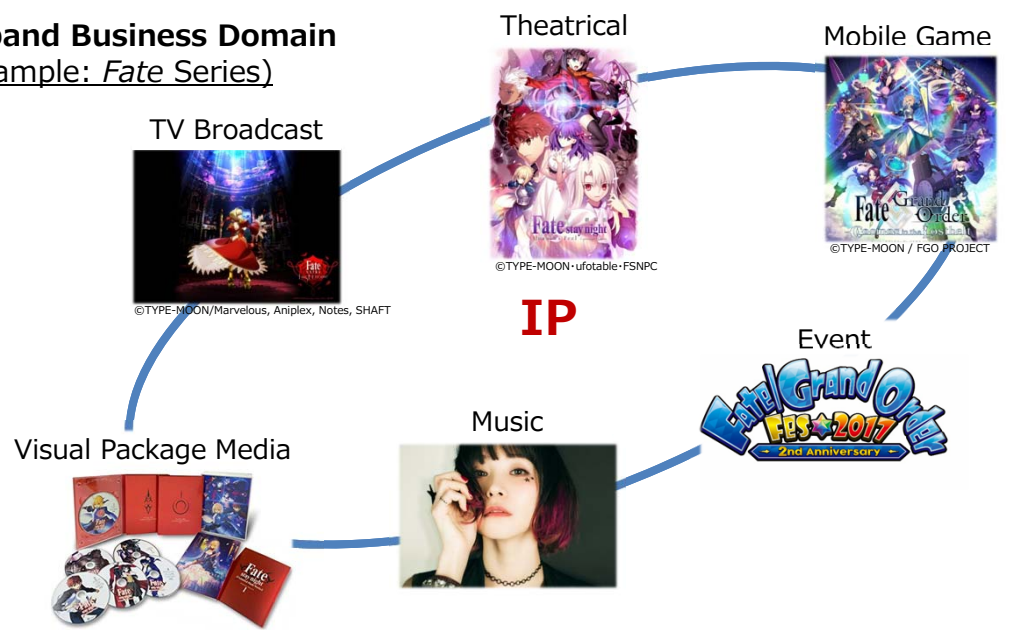 pand Business Domain
ample: Fate Series)
Theatrical
Mobile Game
TV Broadcast
Fate
Fate
Grand
Order
Fate stay night
©TYPE-MOON / FGO PROJECT
©TYPE-MOON・ufotable・FSNPC
©TYPE-MOON/Marvelous, Aniplex, Notes, SHAFT
IP
Event
Fate/Grand Order
FES★2017
2nd Anniversary
Music
Visual Package Media
Fate
stay night
Fate